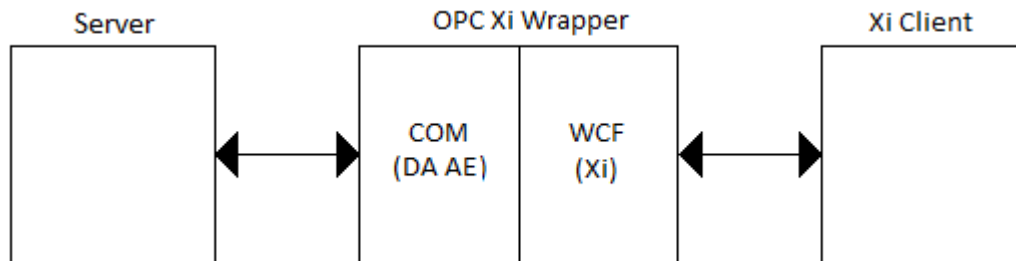 Server
OPC Xi Wrapper
Xi Client
COM
(DA AE)
WCF
(Xi)